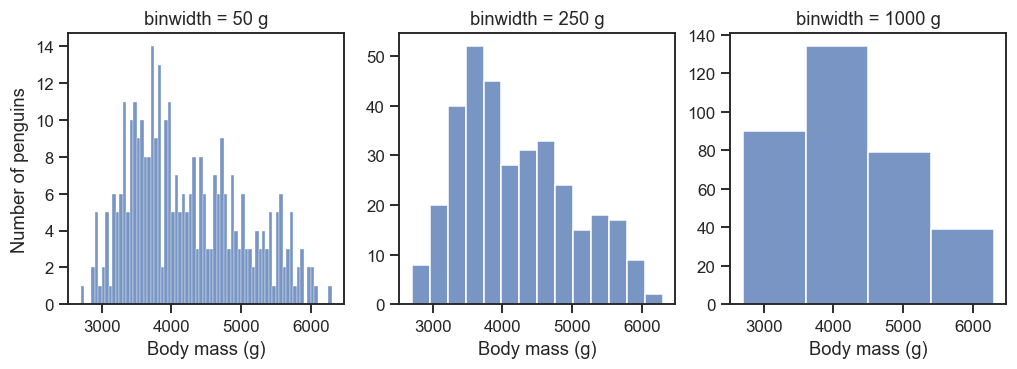 binwidth = 50 g
14
12
10
8
6
4
2
0
Number of penguins
3000 4000 5000 6000
Body mass (g)
binwidth = 250 g
50
40
30
20
10
0
3000 4000 5000 6000
Body mass (g)
binwidth = 1000 g
140
120
100
80
60
40
20
0
3000 4000 5000 6000
Body mass (g)